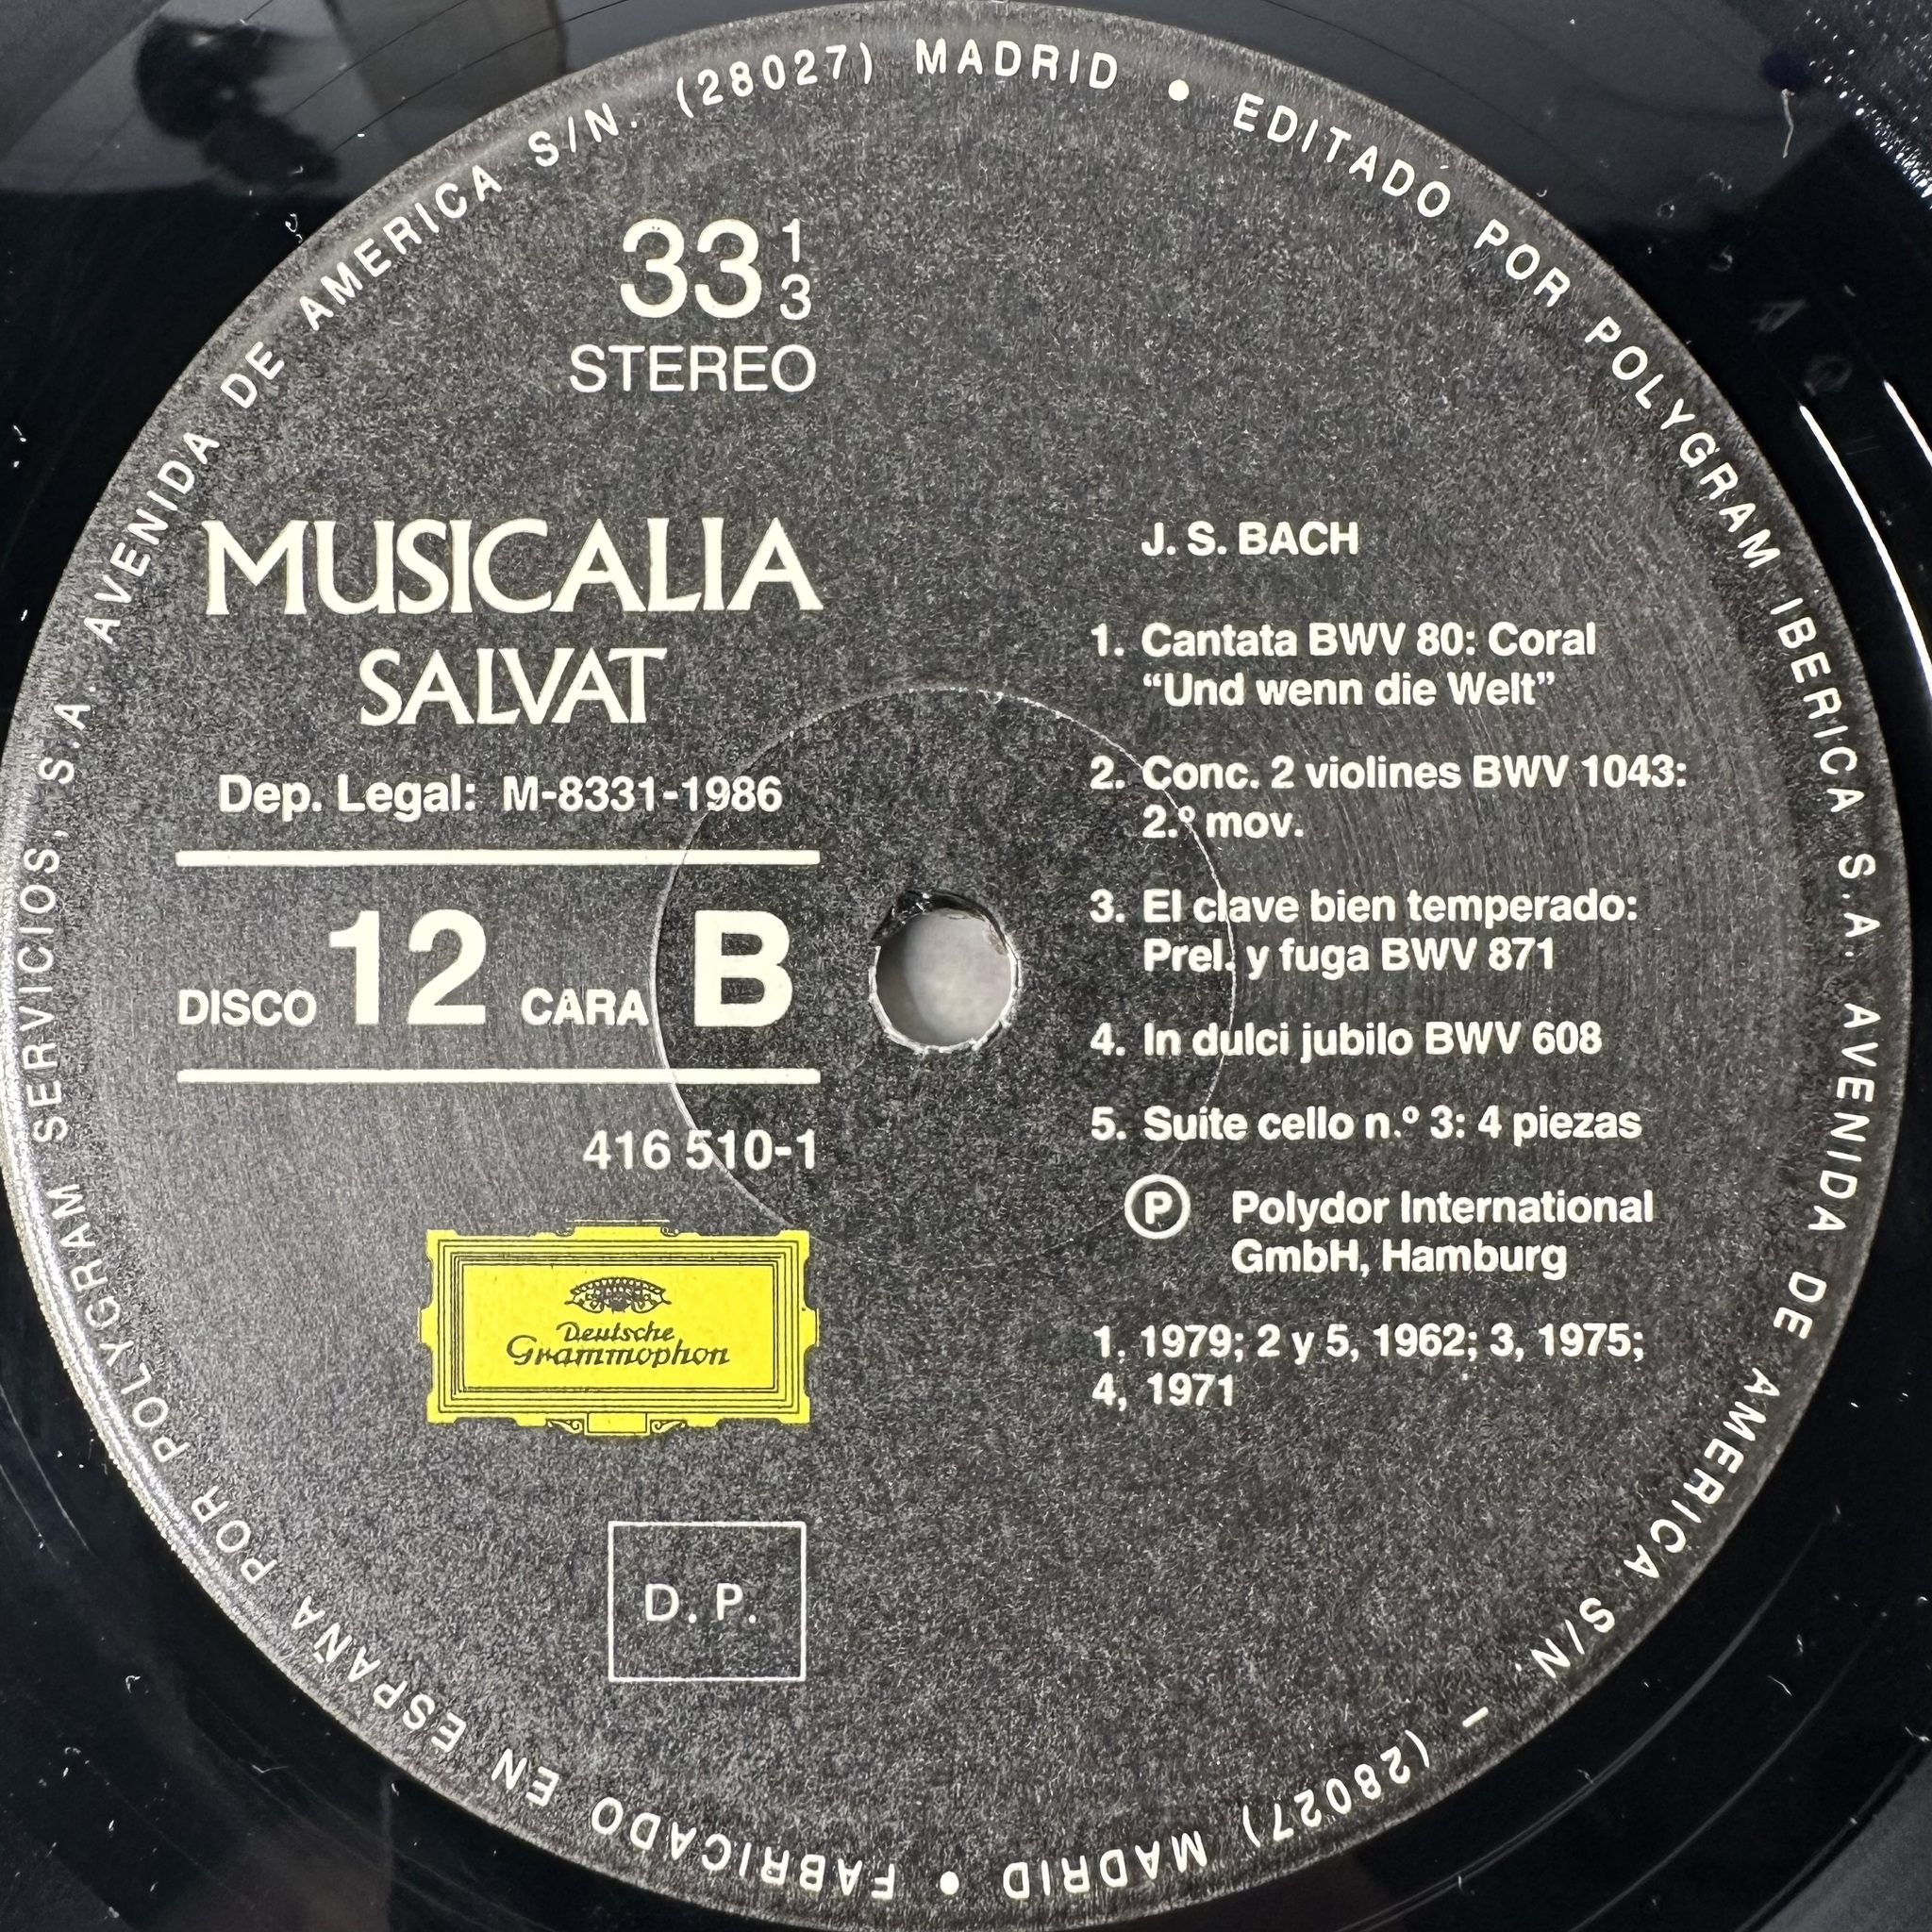 EDITADO POR POLYGRAM IBERICA S.A. AVENIDA DE AMERICA S/N. – (28027) MADRID •
FABRICADO EN ESPAÑA POR POLYGRAM SERVICIOS, S.A. AVENIDA DE AMERICA S/N. (28027) MADRID •
33 1/3
STEREO
MUSICALIA
SALVAT
Dep. Legal: M-8331-1986
DISCO 12 CARA B
416 510-1
Deutsche
Grammophon
D. P.
J. S. BACH
1. Cantata BWV 80: Coral
“Und wenn die Welt”
2. Conc. 2 violines BWV 1043:
2.º mov.
3. El clave bien temperado:
Prel. y fuga BWV 871
4. In dulci jubilo BWV 608
5. Suite cello n.º 3: 4 piezas
Ⓟ Polydor International
GmbH, Hamburg
1. 1979; 2 y 5, 1962; 3, 1975;
4, 1971